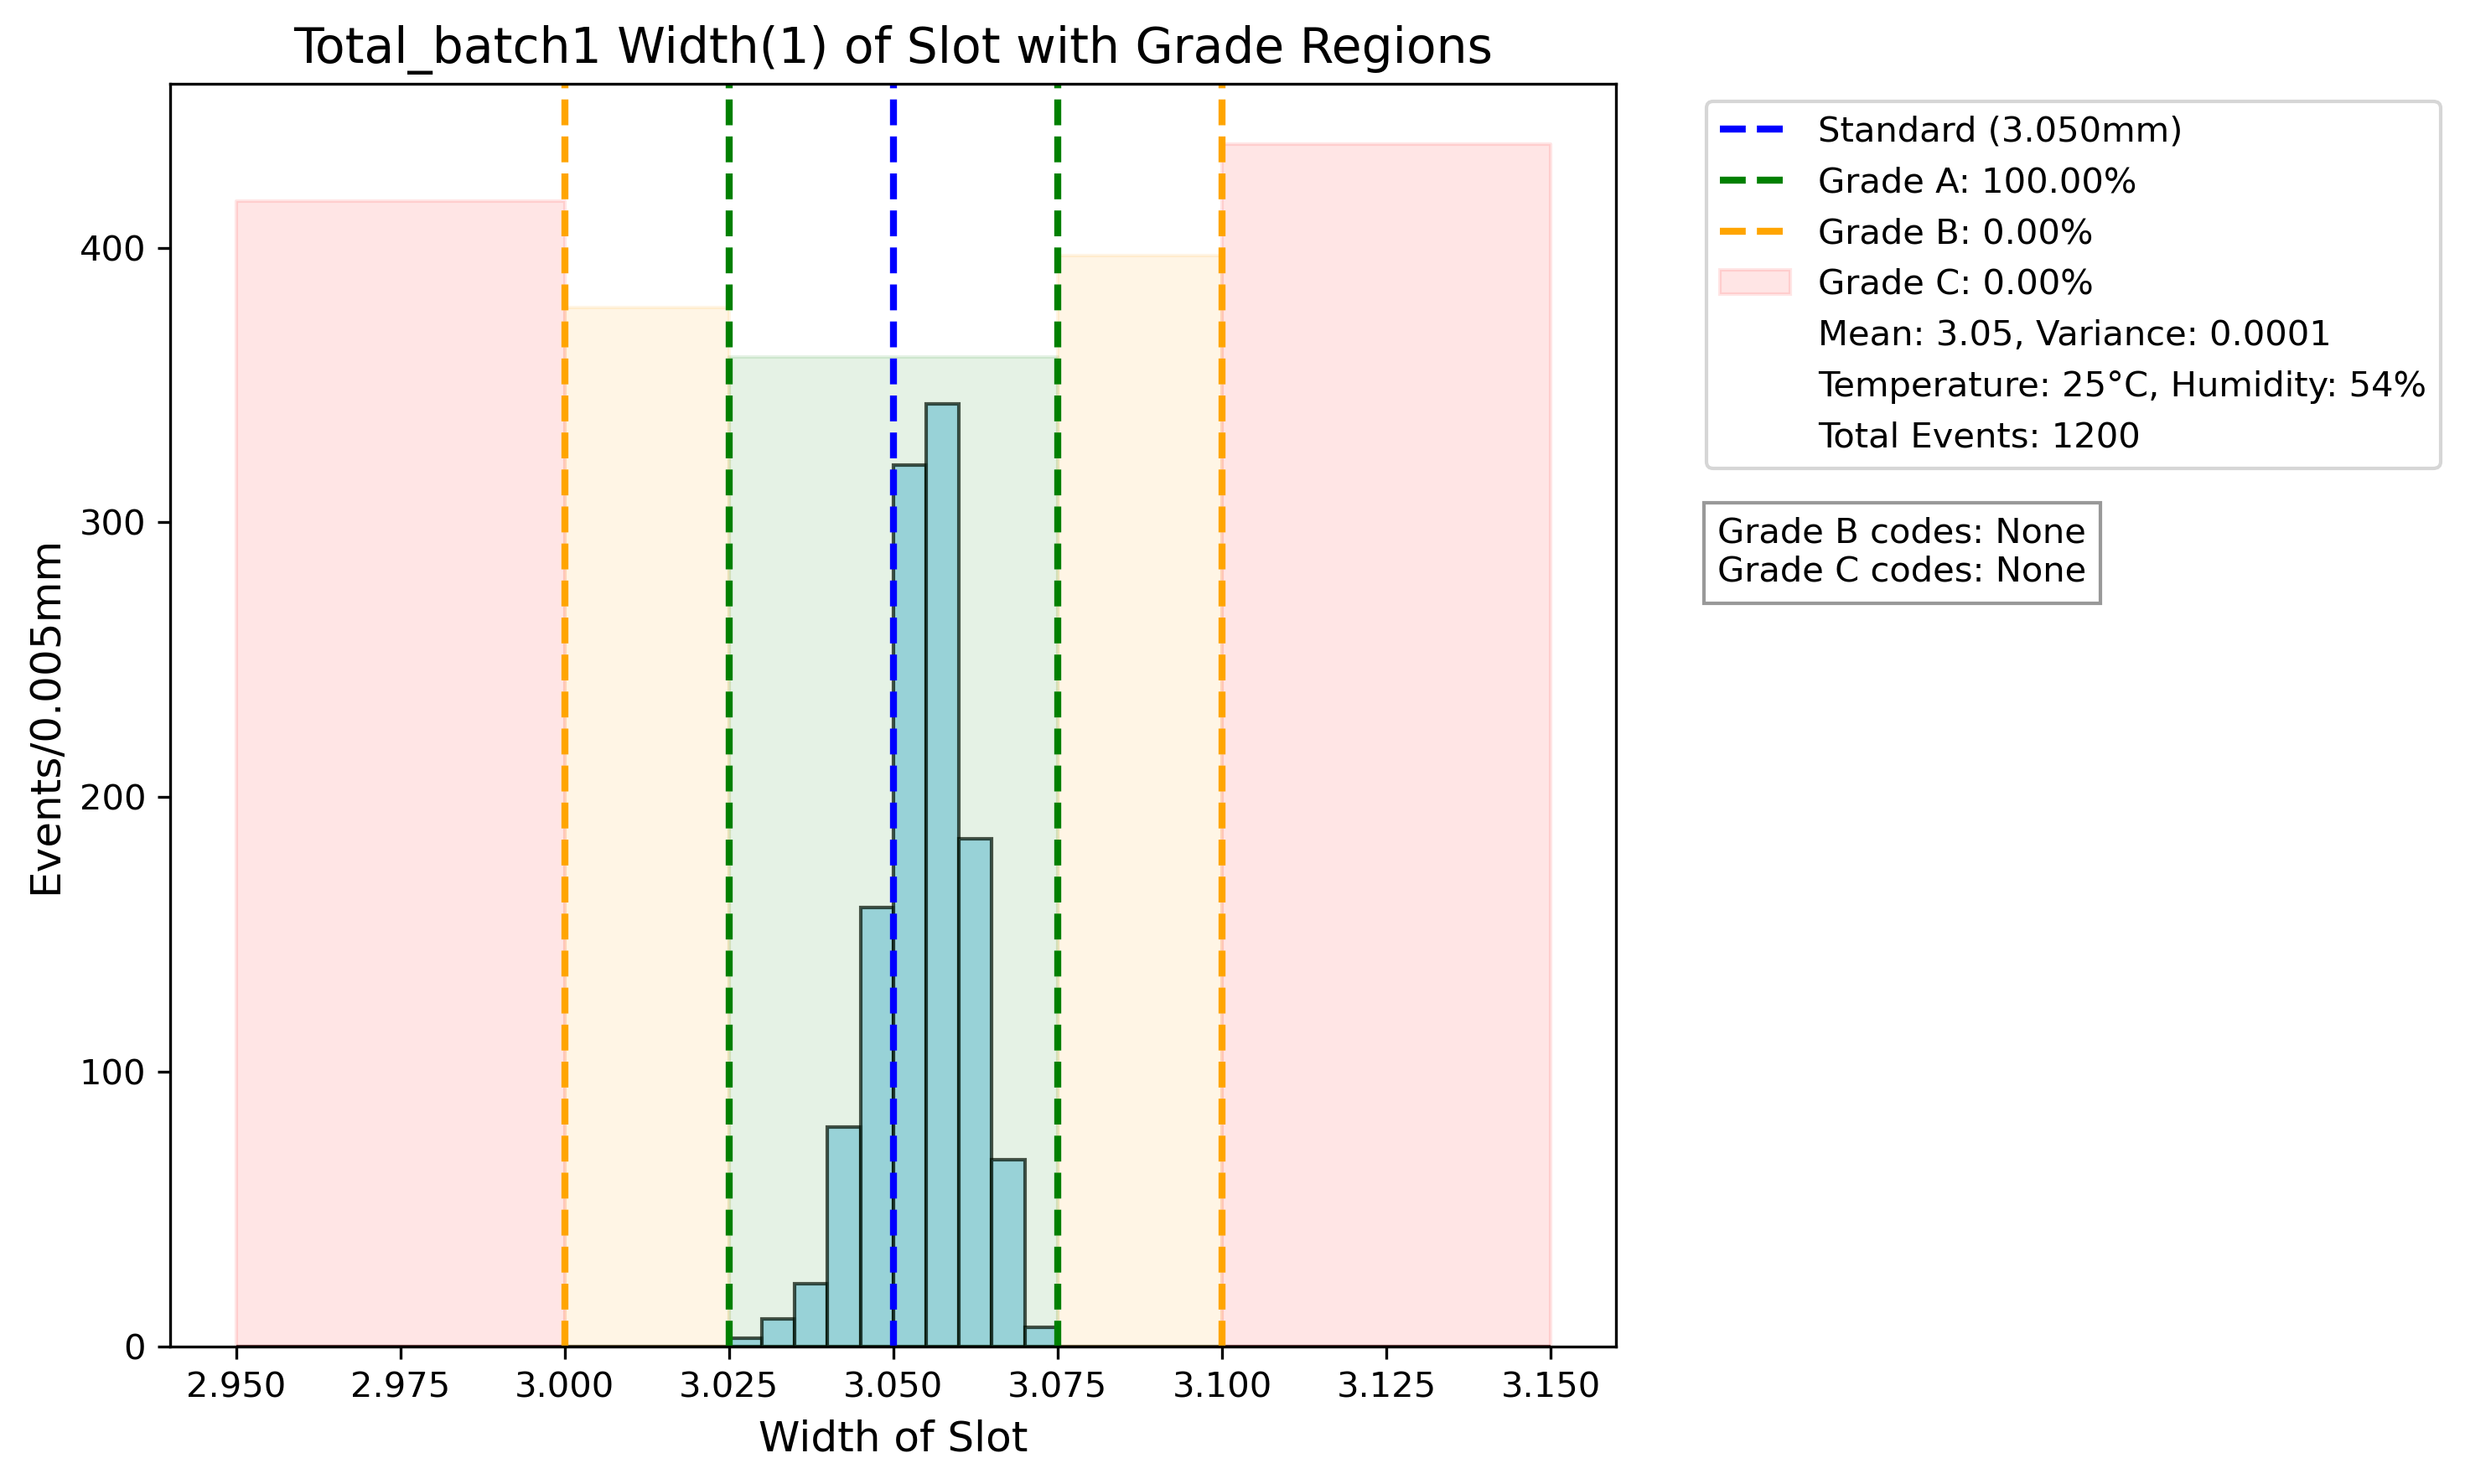 Total_batch1 Width(1) of Slot with Grade Regions
Events/0.005mm
400
300
200
100
0
2.950 2.975 3.000 3.025 3.050 3.075 3.100 3.125 3.150
Width of Slot
Standard (3.050mm)
Grade A: 100.00%
Grade B: 0.00%
Grade C: 0.00%
Mean: 3.05, Variance: 0.0001
Temperature: 25°C, Humidity: 54%
Total Events: 1200
Grade B codes: None
Grade C codes: None